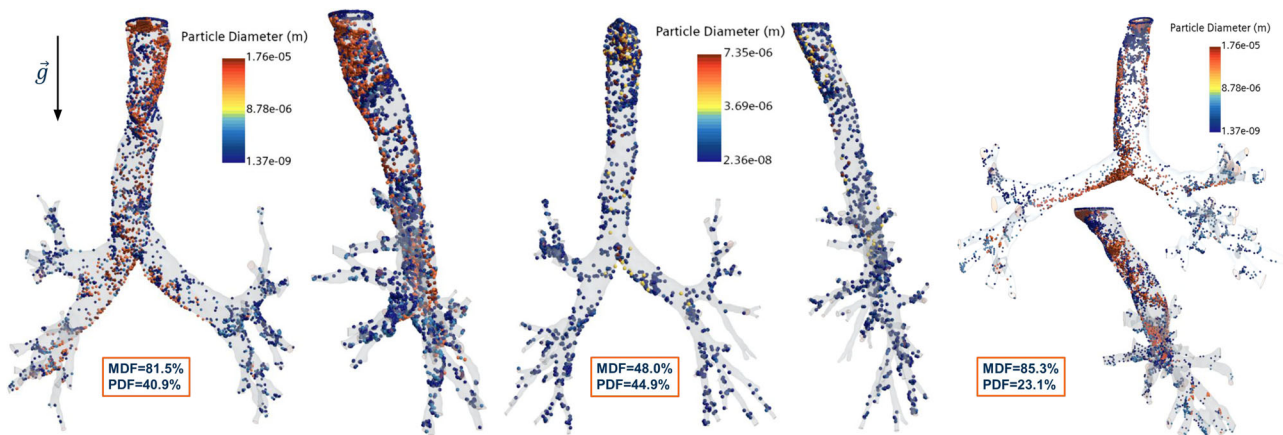 g
Particle Diameter (m)
1.76e-05
8.78e-06
1.37e-09
MDF=81.5%
PDF=40.9%
Particle Diameter (m)
7.35e-06
3.69e-06
2.36e-08
MDF=48.0%
PDF=44.9%
Particle Diameter (m)
1.76e-05
8.78e-06
1.37e-09
MDF=85.3%
PDF=23.1%